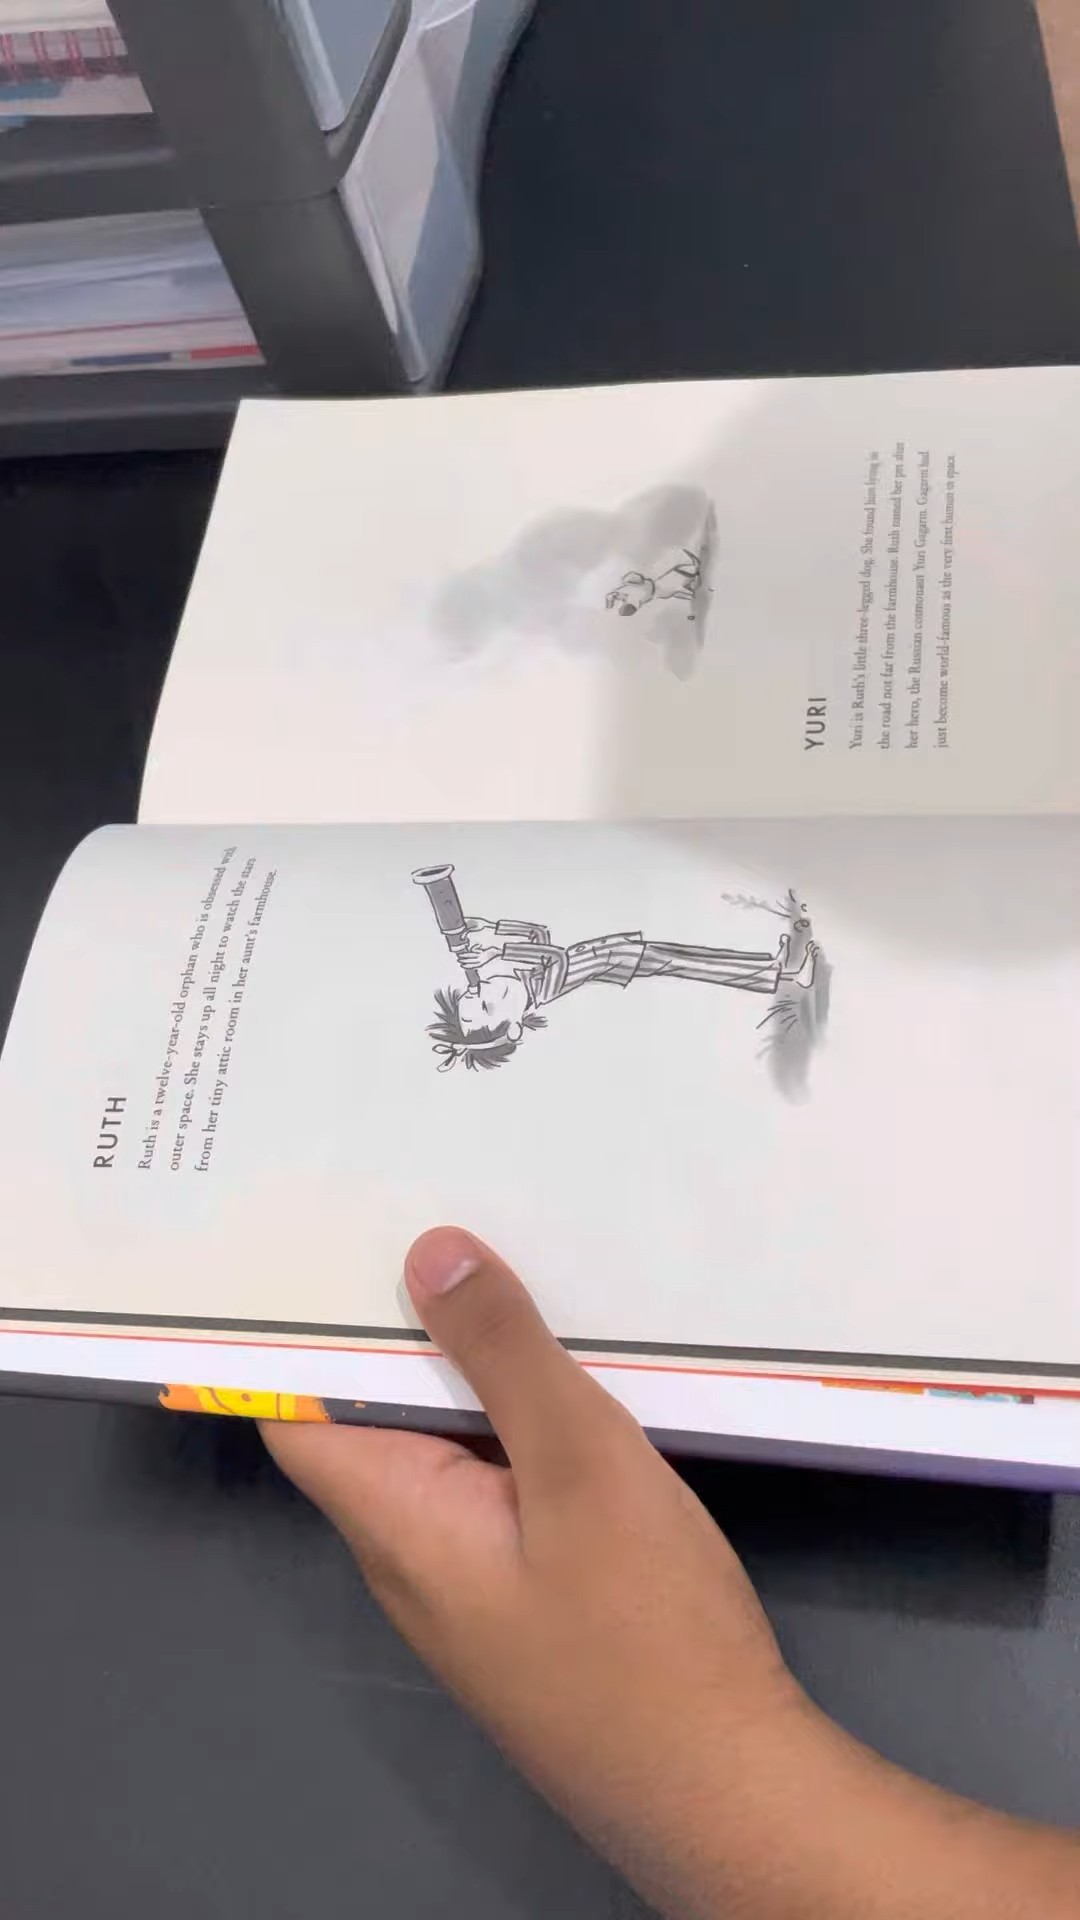 RUTH
Ruth is a twelve-year-old orphan who is obsessed with
outer space. She stays up all night to watch the stars
from her tiny attic room in her aunt's farmhouse.
YURI
Yuri is Ruth's little three-legged dog. She found him lying in
the road not far from the farmhouse. Ruth named her pet after
her hero, the Russian cosmonaut Yuri Gagarin. Gagarin had
just become world-famous as the very first human in space.